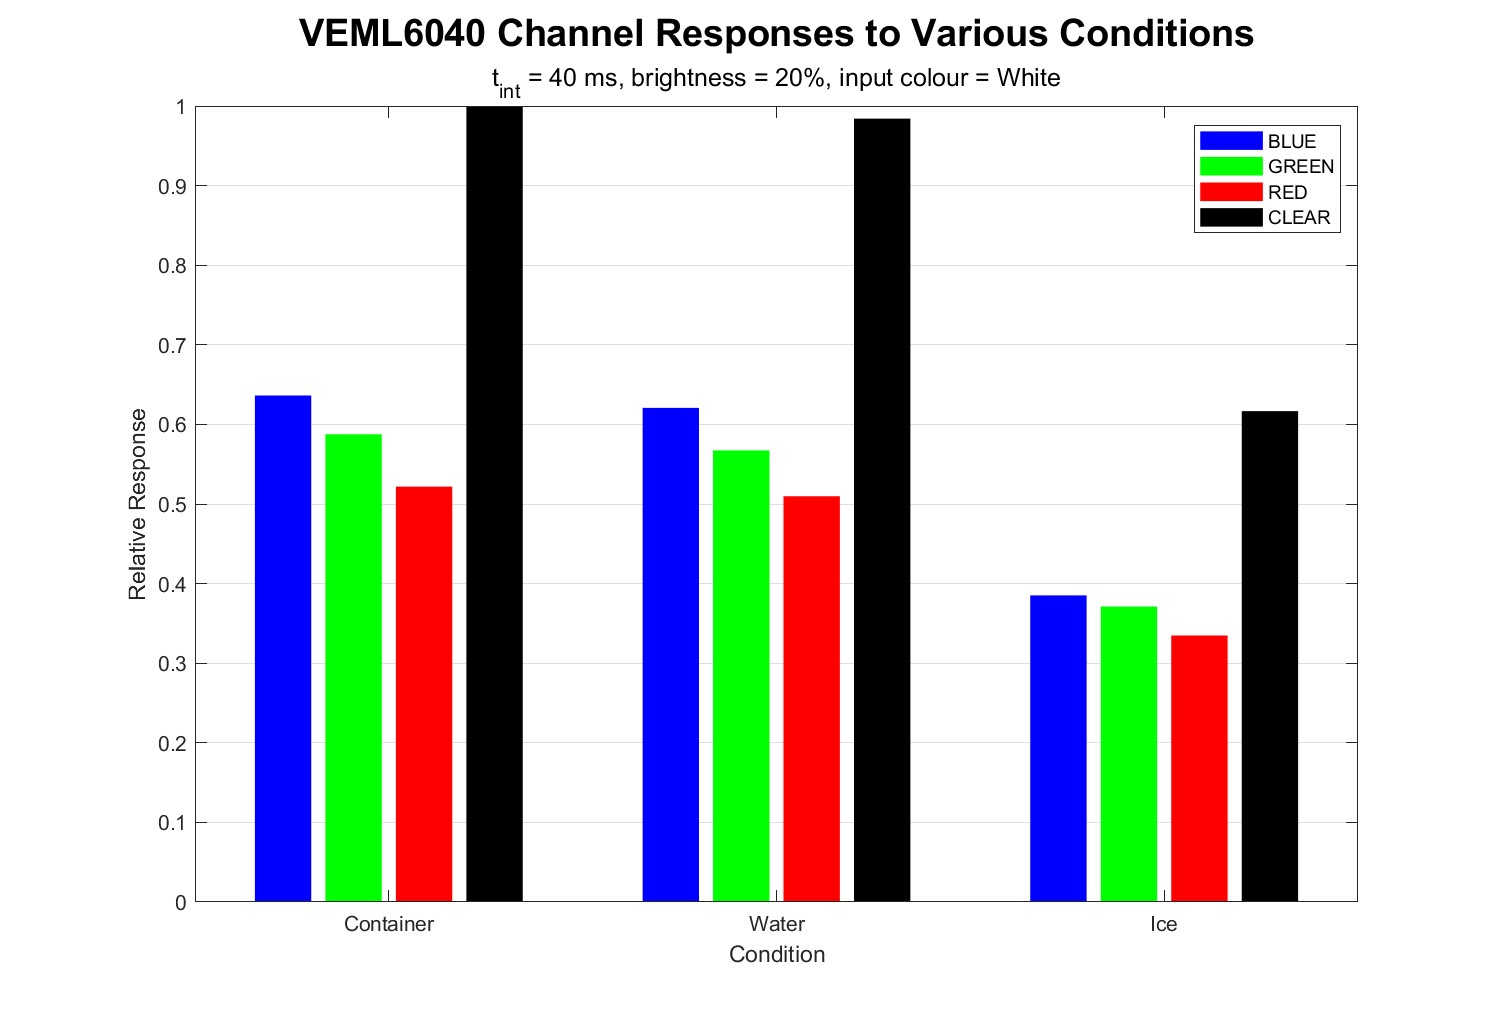 VEML6040 Channel Responses to Various Conditions
t_int = 40 ms, brightness = 20%, input colour = White
1
0.9
0.8
0.7
0.6
0.5
0.4
0.3
0.2
0.1
0
Relative Response
BLUE
GREEN
RED
CLEAR
Container Water Ice
Condition